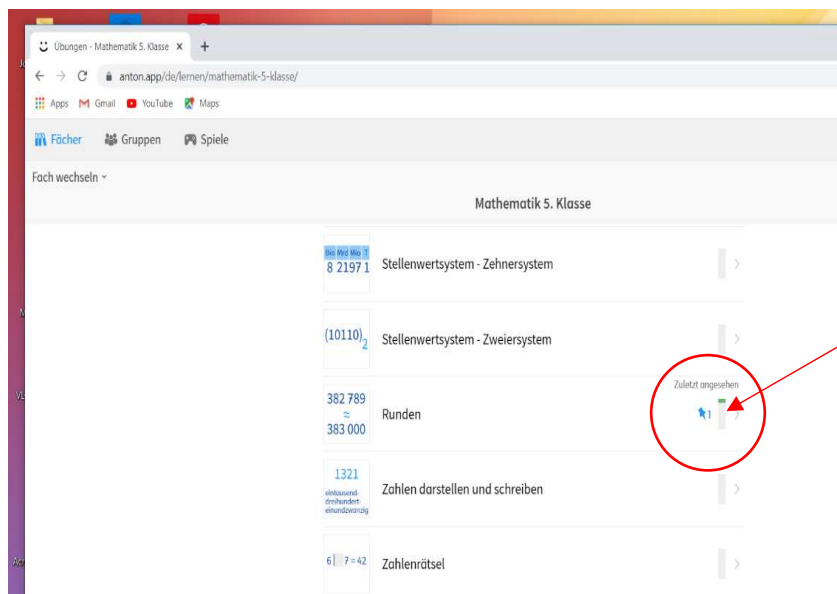 Übungen - Mathematik 5. Klasse
anton.app/de/lernen/mathematik-5-klasse/
Apps Gmail YouTube Maps
Fächer Gruppen Spiele
Fach wechseln
Mathematik 5. Klasse
Bio Mrd Mio T
8 2197 1
Stellenwertsystem - Zehnersystem
(10110)2
Stellenwertsystem - Zweiersystem
Zuletzt angesehen
382 789
≈
383 000
Runden
1
1321
eintausend-
dreihundert-
einundzwanzig
Zahlen darstellen und schreiben
6 7 = 42
Zahlenrätsel